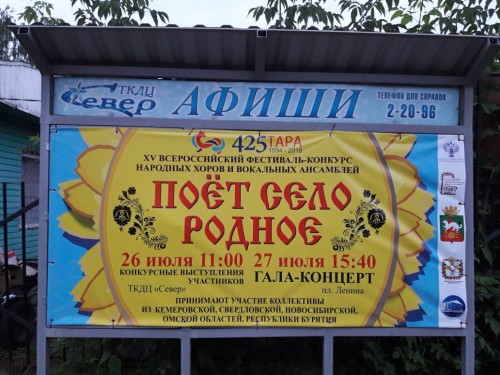 ТКДЦ
Север
АФИШИ
ТЕЛЕФОН ДЛЯ СПРАВОК
2-20-96
425 ТАРА
1594 - 2019
XV ВСЕРОССИЙСКИЙ ФЕСТИВАЛЬ-КОНКУРС
НАРОДНЫХ ХОРОВ И ВОКАЛЬНЫХ АНСАМБЛЕЙ
ПОЁТ СЕЛО
РОДНОЕ
26 июля 11:00
КОНКУРСНЫЕ ВЫСТУПЛЕНИЯ
УЧАСТНИКОВ
ТКДЦ «Север»
27 июля 15:40
ГАЛА-КОНЦЕРТ
пл. Ленина
ПРИНИМАЮТ УЧАСТИЕ КОЛЛЕКТИВЫ
ИЗ КЕМЕРОВСКОЙ, СВЕРДЛОВСКОЙ, НОВОСИБИРСКОЙ,
ОМСКОЙ ОБЛАСТЕЙ, РЕСПУБЛИКИ БУРЯТИЯ